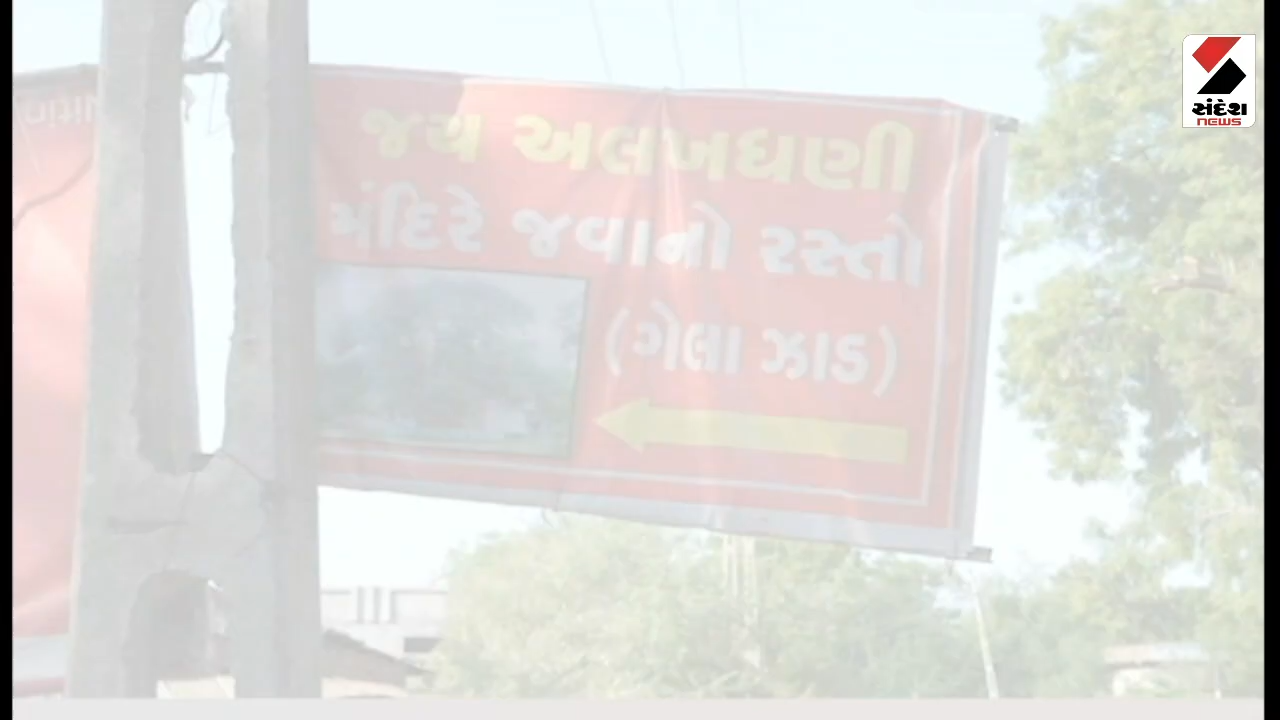 જય અલખધણી
મંદિરે જવાનો રસ્તો
(ગેલા ઝાડ)
સંદેશ
NEWS